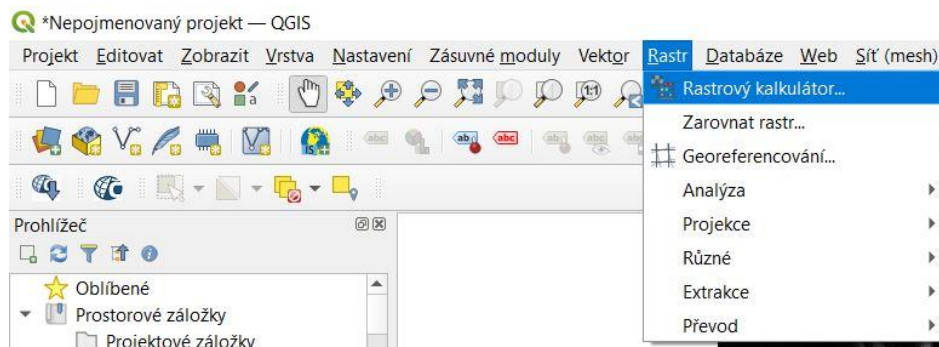 *Nepojmenovaný projekt — QGIS
Projekt Editovat Zobrazit Vrstva Nastavení Zásuvné moduly Vektor Rastr Databáze Web Síť (mesh)
Rastrový kalkulátor...
Zarovnat rastr...
Georeferencování...
Analýza
Projekce
Různé
Extrakce
Převod
Prohlížeč
Oblíbené
Prostorové záložky
Projektové záložky